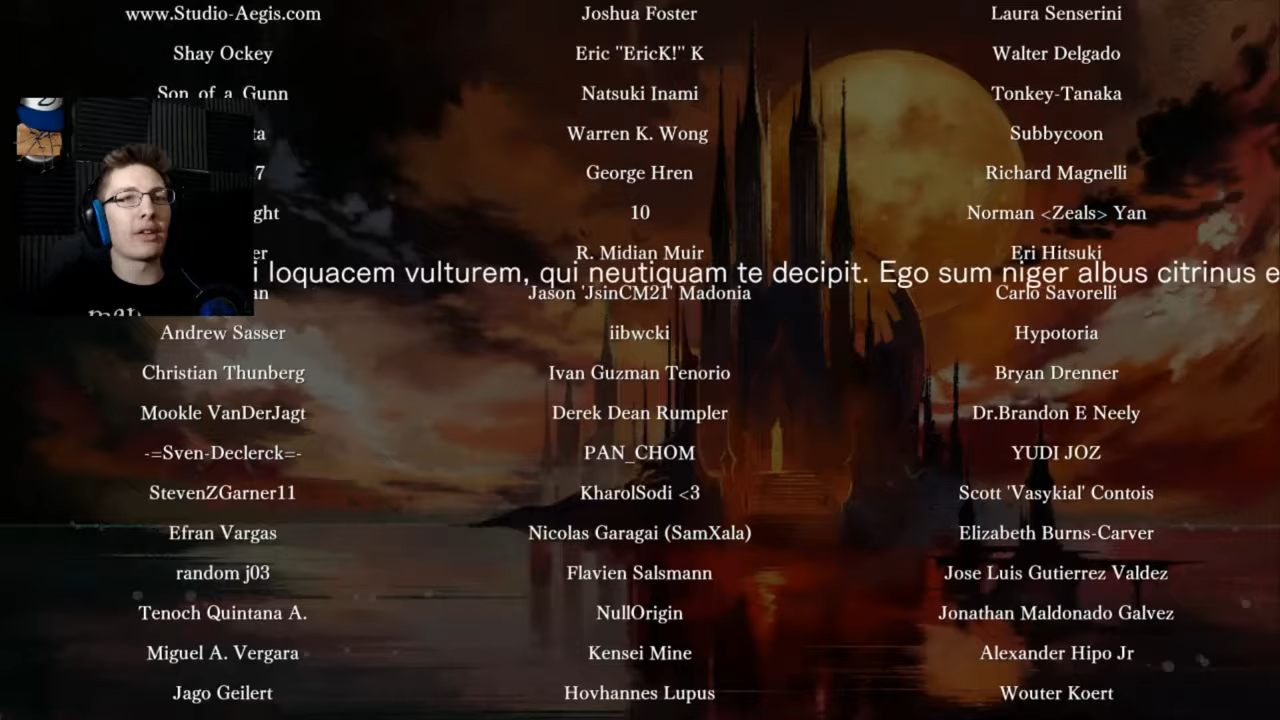 www.Studio-Aegis.com Joshua Foster Laura Senserini
Shay Ockey Eric "EricK!" K Walter Delgado
Son of a Gunn Natsuki Inami Tonkey-Tanaka
ta Warren K. Wong Subbycoon
7 George Hren Richard Magnelli
ght 10 Norman <Zeals> Yan
er R. Midian Muir Eri Hitsuki
i loquacem vulturem, qui neutiquam te decipit. Ego sum niger albus citrinus e
an Jason 'JsinCM21' Madonia Carlo Savorelli
Andrew Sasser iibwcki Hypotoria
Christian Thunberg Ivan Guzman Tenorio Bryan Drenner
Mookle VanDerJagt Derek Dean Rumpler Dr.Brandon E Neely
-=Sven-Declerck=- PAN_CHOM YUDI JOZ
StevenZGarner11 KharolSodi <3 Scott 'Vasykial' Contois
Efran Vargas Nicolas Garagai (SamXala) Elizabeth Burns-Carver
random j03 Flavien Salsmann Jose Luis Gutierrez Valdez
Tenoch Quintana A. NullOrigin Jonathan Maldonado Galvez
Miguel A. Vergara Kensei Mine Alexander Hipo Jr
Jago Geilert Hovhannes Lupus Wouter Koert